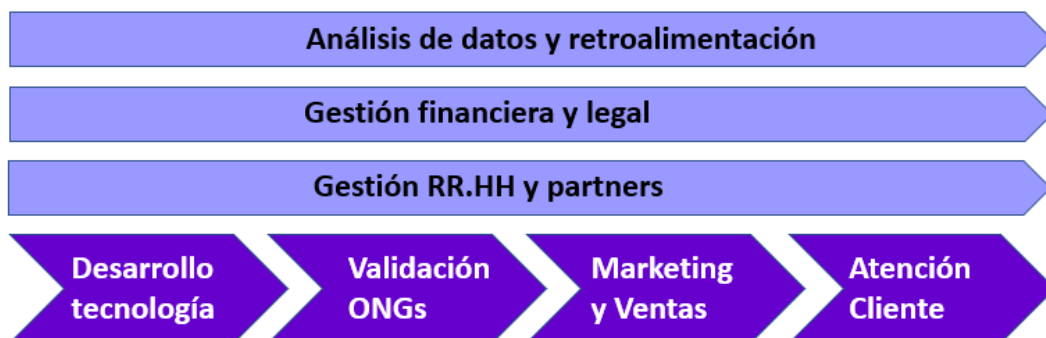 Análisis de datos y retroalimentación
Gestión financiera y legal
Gestión RR.HH y partners
Desarrollo
tecnología
Validación
ONGs
Marketing
y Ventas
Atención
Cliente